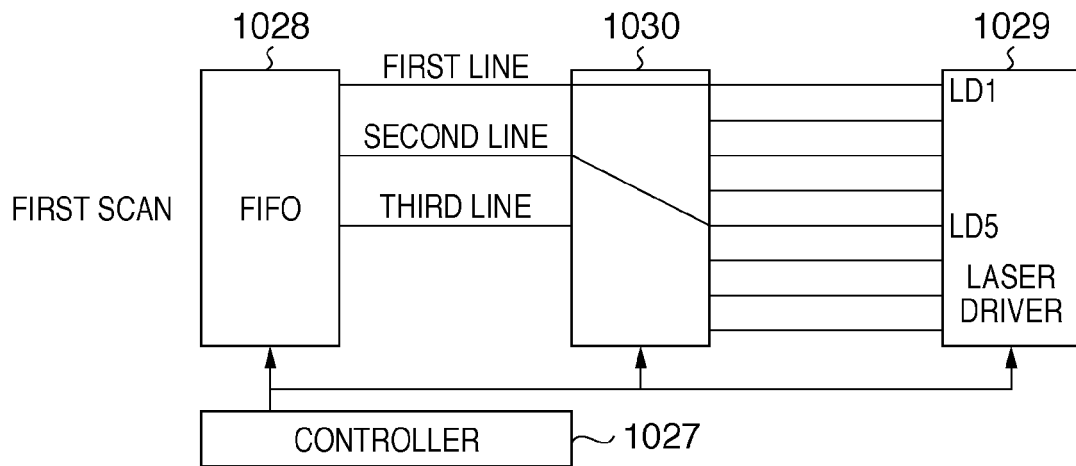 1028
1030
1029
FIRST LINE
LD1
SECOND LINE
FIRST SCAN
FIFO
THIRD LINE
LD5
LASER
DRIVER
CONTROLLER
1027